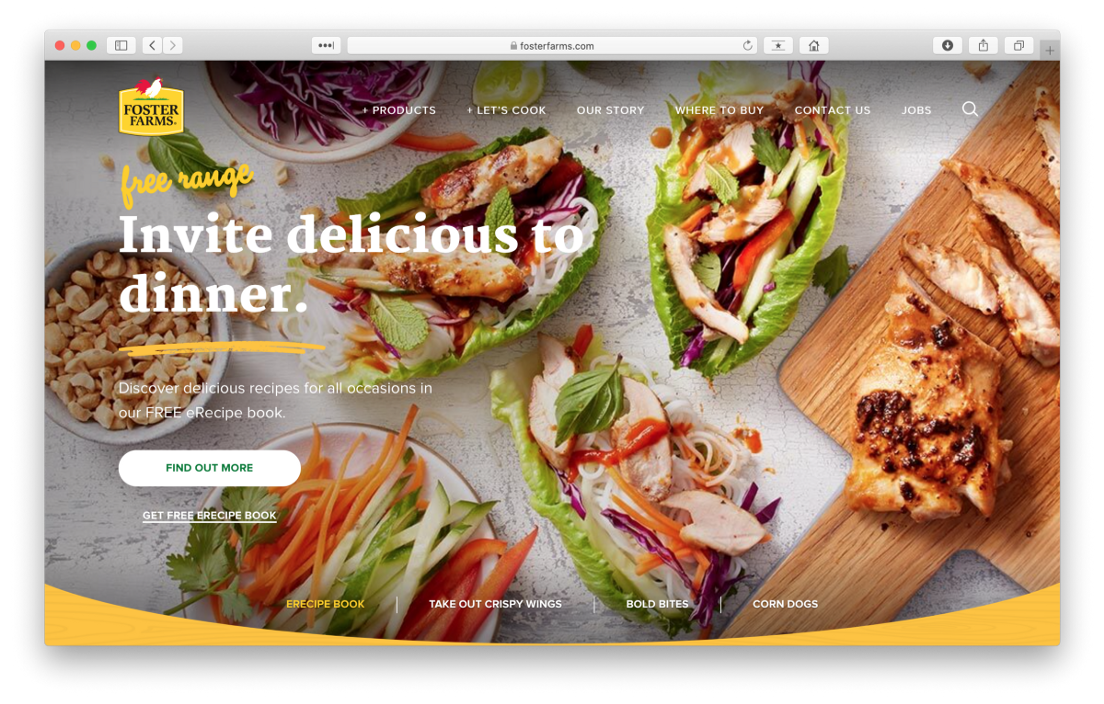 fosterfarms.com
FOSTER
FARMS.
+ PRODUCTS
+ LET'S COOK
OUR STORY
WHERE TO BUY
CONTACT US
JOBS
free range
Invite delicious to
dinner.
Discover delicious recipes for all occasions in
our FREE eRecipe book.
FIND OUT MORE
GET FREE ERECIPE BOOK
ERECIPE BOOK
TAKE OUT CRISPY WINGS
BOLD BITES
CORN DOGS